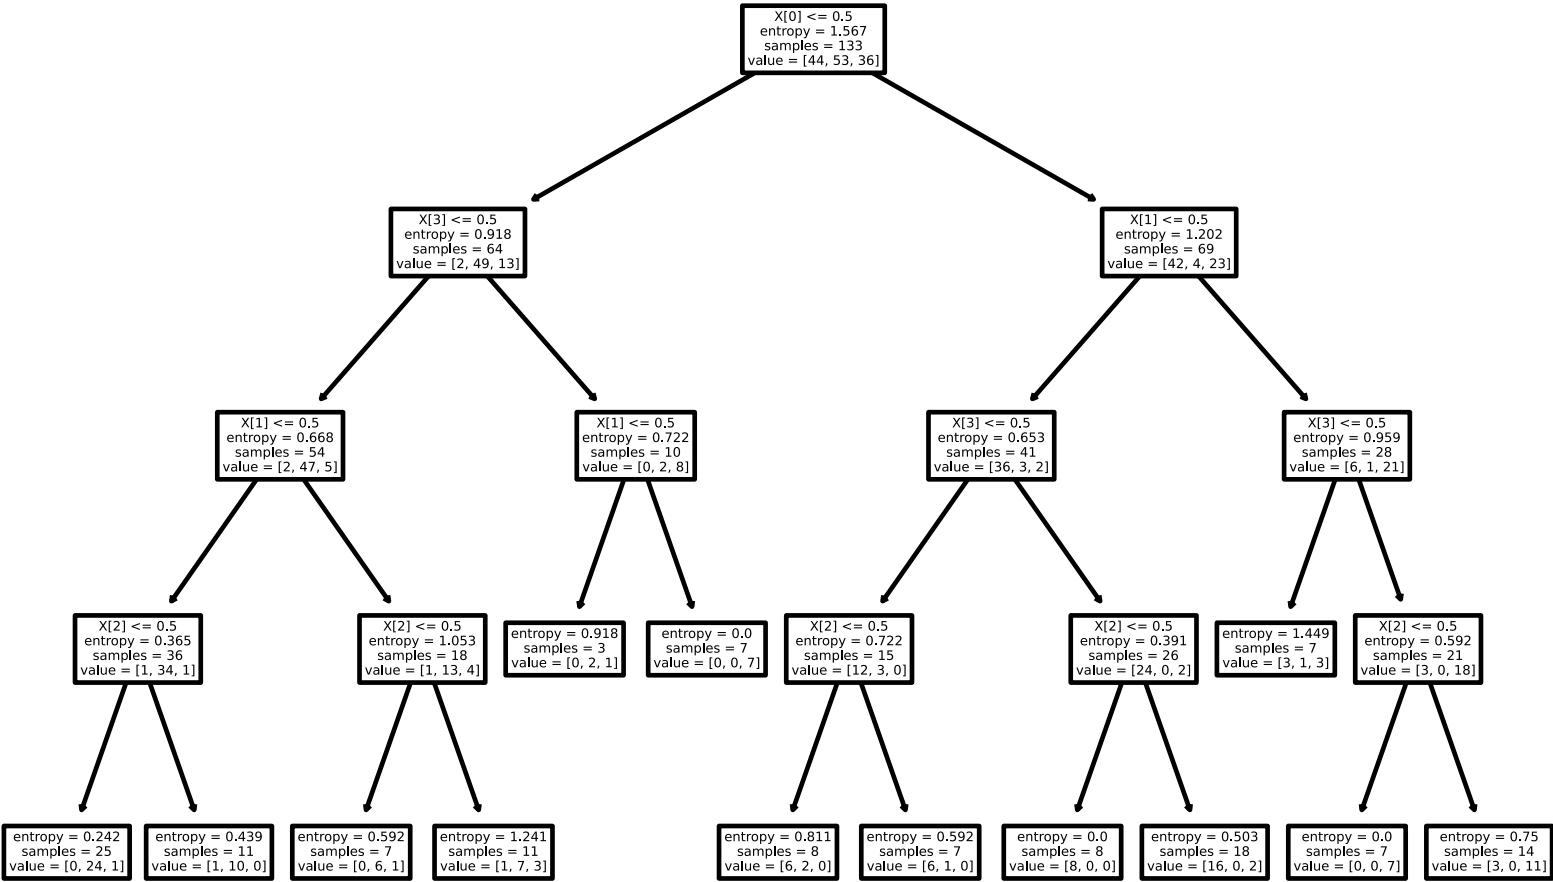 X[0] <= 0.5
entropy = 1.567
samples = 133
value = [44, 53, 36]
X[3] <= 0.5
entropy = 0.918
samples = 64
value = [2, 49, 13]
X[1] <= 0.5
entropy = 1.202
samples = 69
value = [42, 4, 23]
X[1] <= 0.5
entropy = 0.668
samples = 54
value = [2, 47, 5]
X[1] <= 0.5
entropy = 0.722
samples = 10
value = [0, 2, 8]
X[3] <= 0.5
entropy = 0.653
samples = 41
value = [36, 3, 2]
X[3] <= 0.5
entropy = 0.959
samples = 28
value = [6, 1, 21]
X[2] <= 0.5
entropy = 0.365
samples = 36
value = [1, 34, 1]
X[2] <= 0.5
entropy = 1.053
samples = 18
value = [1, 13, 4]
entropy = 0.918
samples = 3
value = [0, 2, 1]
entropy = 0.0
samples = 7
value = [0, 0, 7]
X[2] <= 0.5
entropy = 0.722
samples = 15
value = [12, 3, 0]
X[2] <= 0.5
entropy = 0.391
samples = 26
value = [24, 0, 2]
entropy = 1.449
samples = 7
value = [3, 1, 3]
X[2] <= 0.5
entropy = 0.592
samples = 21
value = [3, 0, 18]
entropy = 0.242
samples = 25
value = [0, 24, 1]
entropy = 0.439
samples = 11
value = [1, 10, 0]
entropy = 0.592
samples = 7
value = [0, 6, 1]
entropy = 1.241
samples = 11
value = [1, 7, 3]
entropy = 0.811
samples = 8
value = [6, 2, 0]
entropy = 0.592
samples = 7
value = [6, 1, 0]
entropy = 0.0
samples = 8
value = [8, 0, 0]
entropy = 0.503
samples = 18
value = [16, 0, 2]
entropy = 0.0
samples = 7
value = [0, 0, 7]
entropy = 0.75
samples = 14
value = [3, 0, 11]